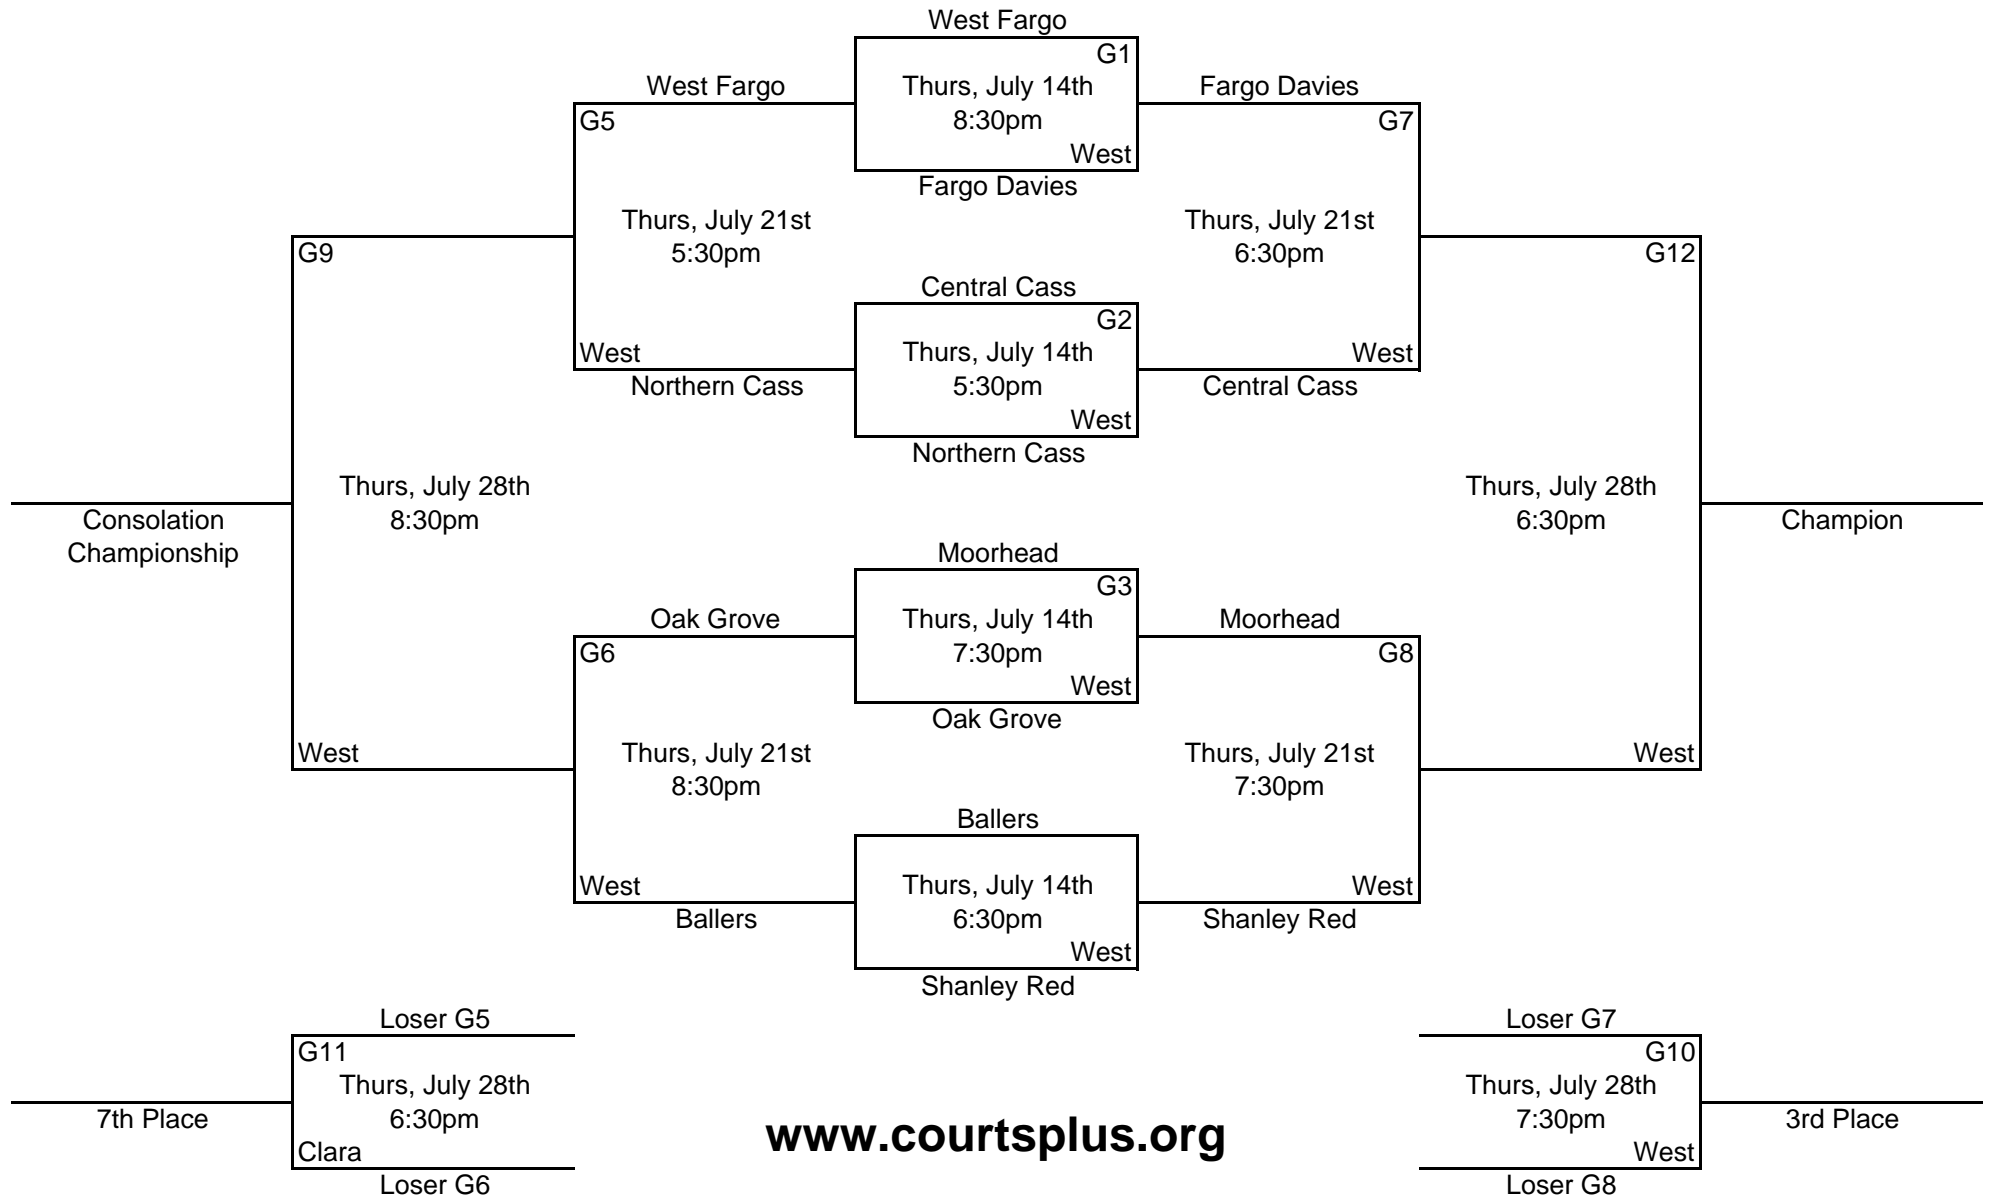 West Fargo
G1
West Fargo
Thurs, July 14th
Fargo Davies
G5
8:30pm
G7
West
Fargo Davies
Thurs, July 21st
Thurs, July 21st
G9
5:30pm
6:30pm
G12
Central Cass
G2
West
Thurs, July 14th
West
Northern Cass
5:30pm
Central Cass
West
Northern Cass
Thurs, July 28th
Thurs, July 28th
Consolation
8:30pm
6:30pm
Champion
Championship
Moorhead
G3
Oak Grove
Thurs, July 14th
Moorhead
G6
7:30pm
G8
West
Oak Grove
West
Thurs, July 21st
Thurs, July 21st
West
8:30pm
7:30pm
Ballers
West
Thurs, July 14th
West
Ballers
6:30pm
Shanley Red
West
Shanley Red
Loser G5
Loser G7
G11
G10
Thurs, July 28th
Thurs, July 28th
7th Place
6:30pm
www.courtsplus.org
7:30pm
3rd Place
Clara
West
Loser G6
Loser G8